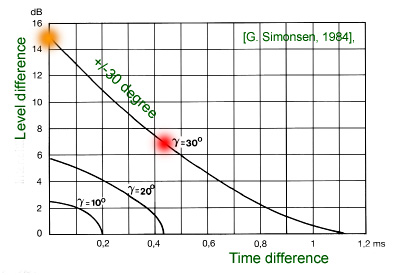 dB
16
[G. Simonsen, 1984],
14
12
10
8
6
4
2
0
Level difference
+/-30 degree
γ=30°
γ=20°
γ=10°
0 0,2 0,4 0,6 0,8 1 1,2 ms
Time difference